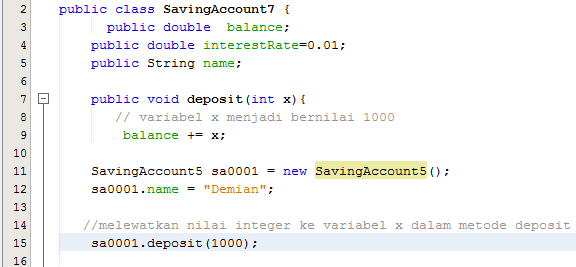 2 public class SavingAccount7 {
3 public double balance;
4 public double interestRate=0.01;
5 public String name;
6
7 public void deposit(int x){
8 // variabel x menjadi bernilai 1000
9 balance += x;
10
11 SavingAccount5 sa0001 = new SavingAccount5();
12 sa0001.name = "Demian";
13
14 //melewatkan nilai integer ke variabel x dalam metode deposit
15 sa0001.deposit(1000);
16